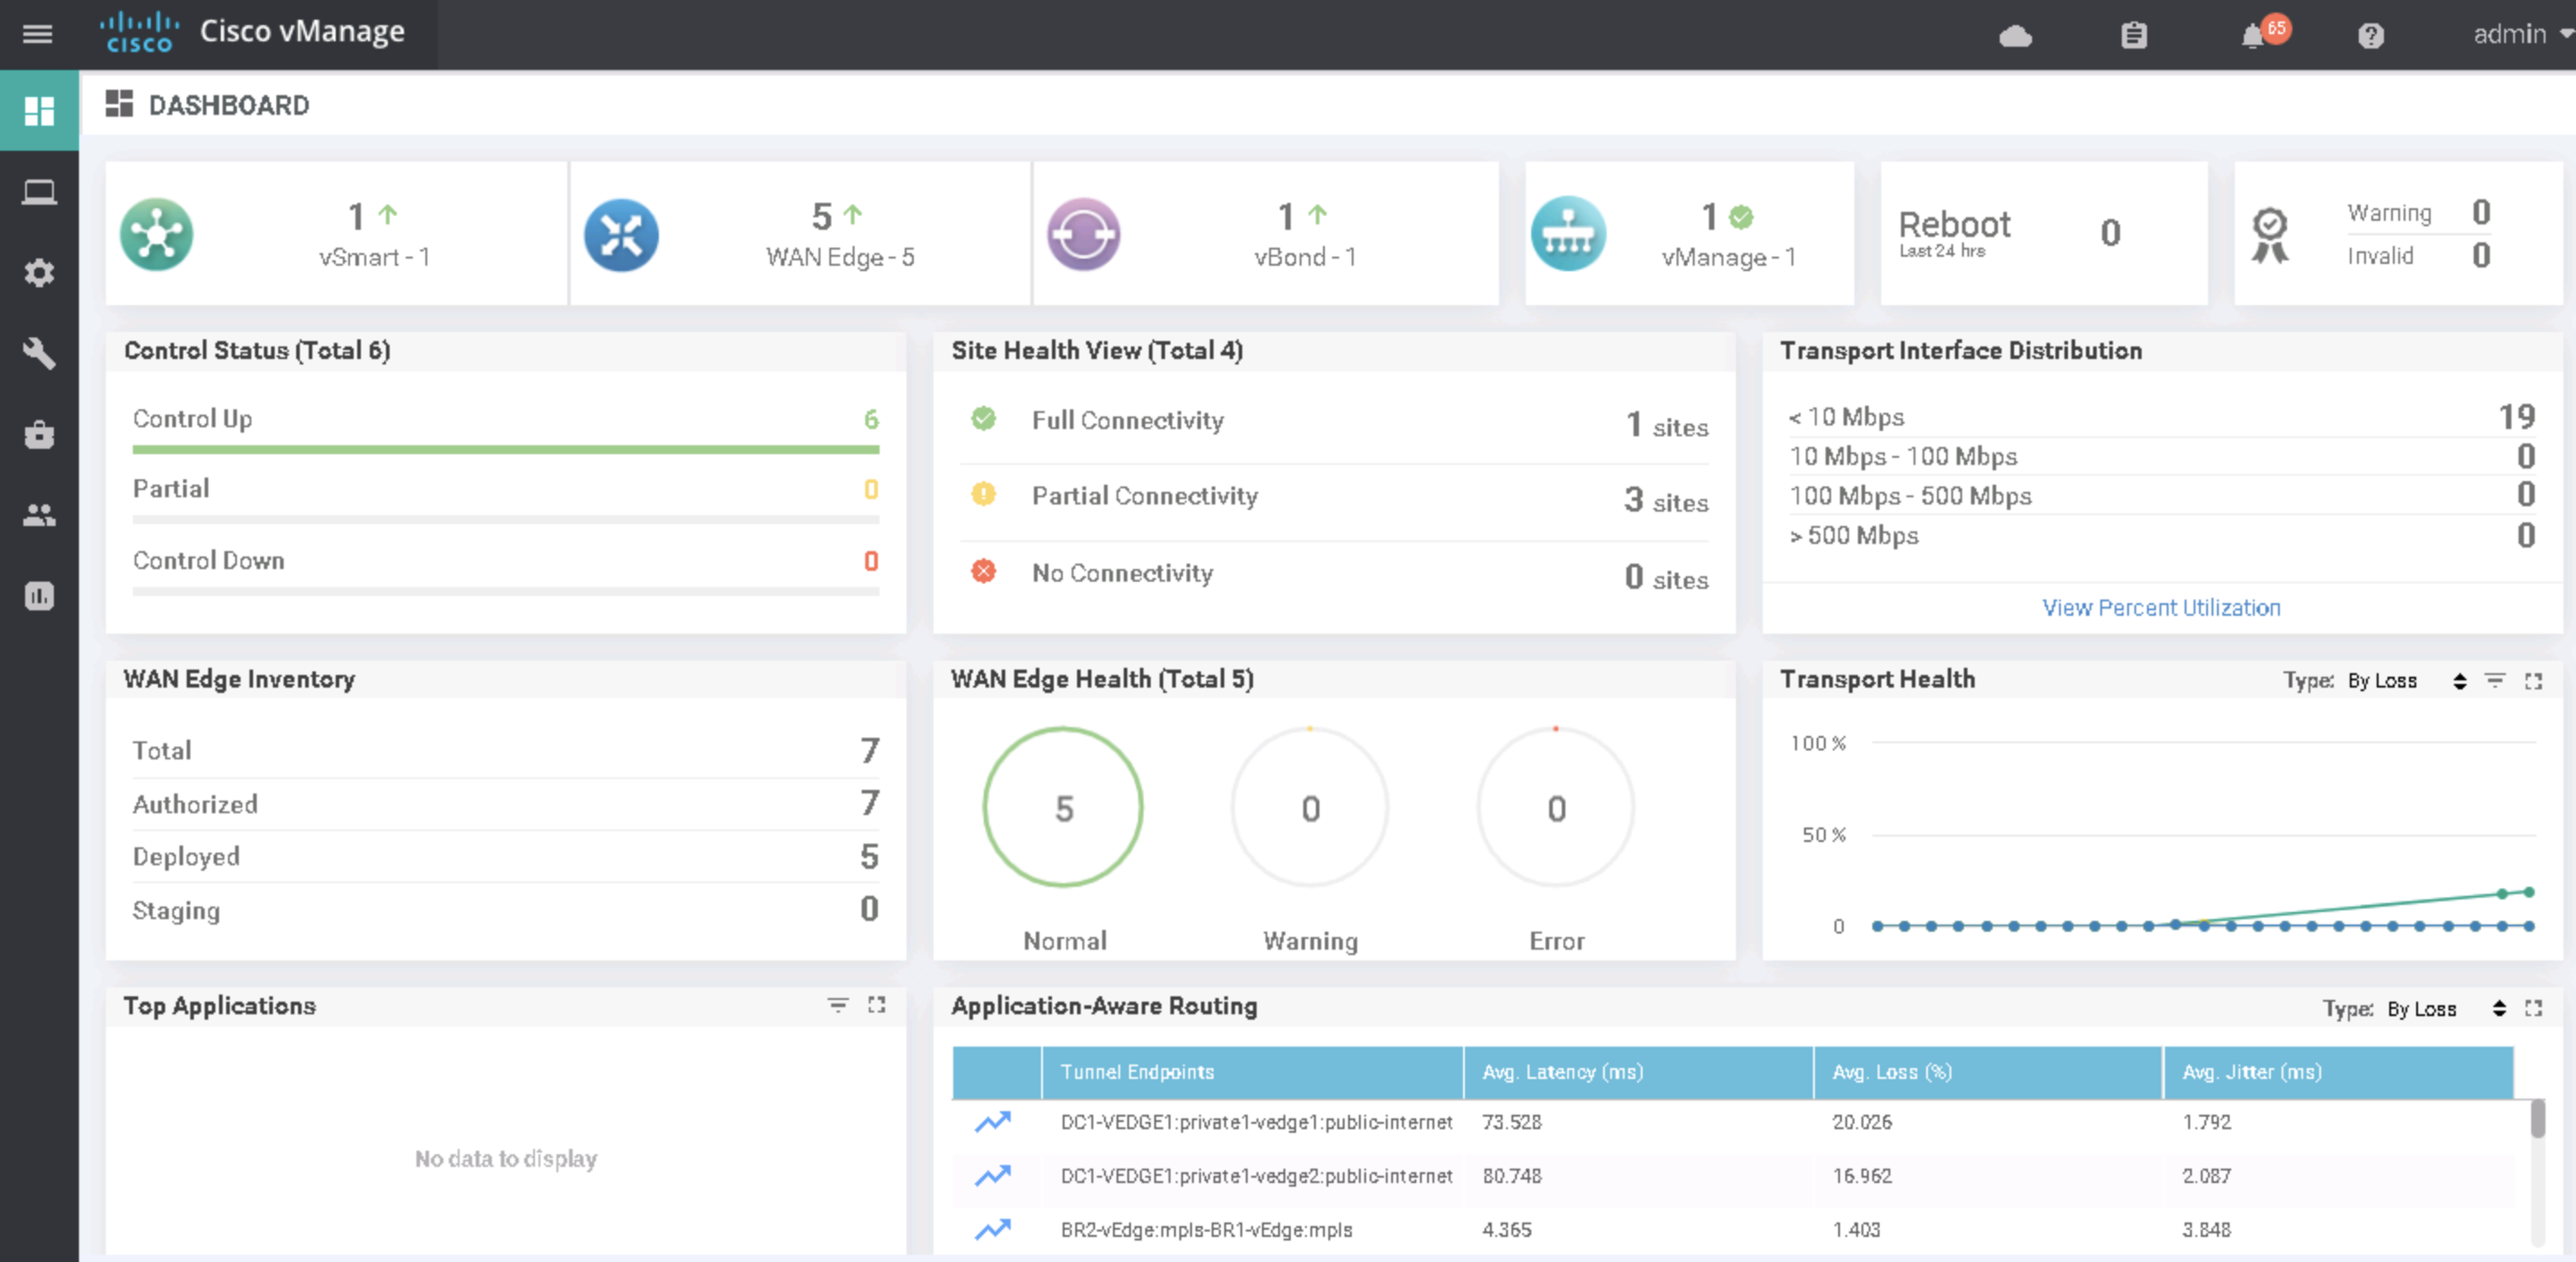 CISCO Cisco vManage 65 admin
DASHBOARD
1
vSmart - 1
5
WAN Edge - 5
1
vBond - 1
1
vManage - 1
Reboot
Last 24 hrs
0
Warning 0
Invalid 0
Control Status (Total 6)
Control Up 6
Partial 0
Control Down 0
Site Health View (Total 4)
Full Connectivity 1 sites
Partial Connectivity 3 sites
No Connectivity 0 sites
Transport Interface Distribution
< 10 Mbps 19
10 Mbps - 100 Mbps 0
100 Mbps - 500 Mbps 0
> 500 Mbps 0
View Percent Utilization
WAN Edge Inventory
Total 7
Authorized 7
Deployed 5
Staging 0
WAN Edge Health (Total 5)
5 0 0
Normal Warning Error
Transport Health Type: By Loss
100 %
50 %
0
Top Applications
No data to display
Application-Aware Routing Type: By Loss
Tunnel Endpoints Avg. Latency (ms) Avg. Loss (%) Avg. Jitter (ms)
DC1-VEDGE1:private1-vedge1:public-internet 73.528 20.026 1.792
DC1-VEDGE1:private1-vedge2:public-internet 80.748 16.962 2.087
BR2-vEdge:mpls-BR1-vEdge:mpls 4.365 1.403 3.848